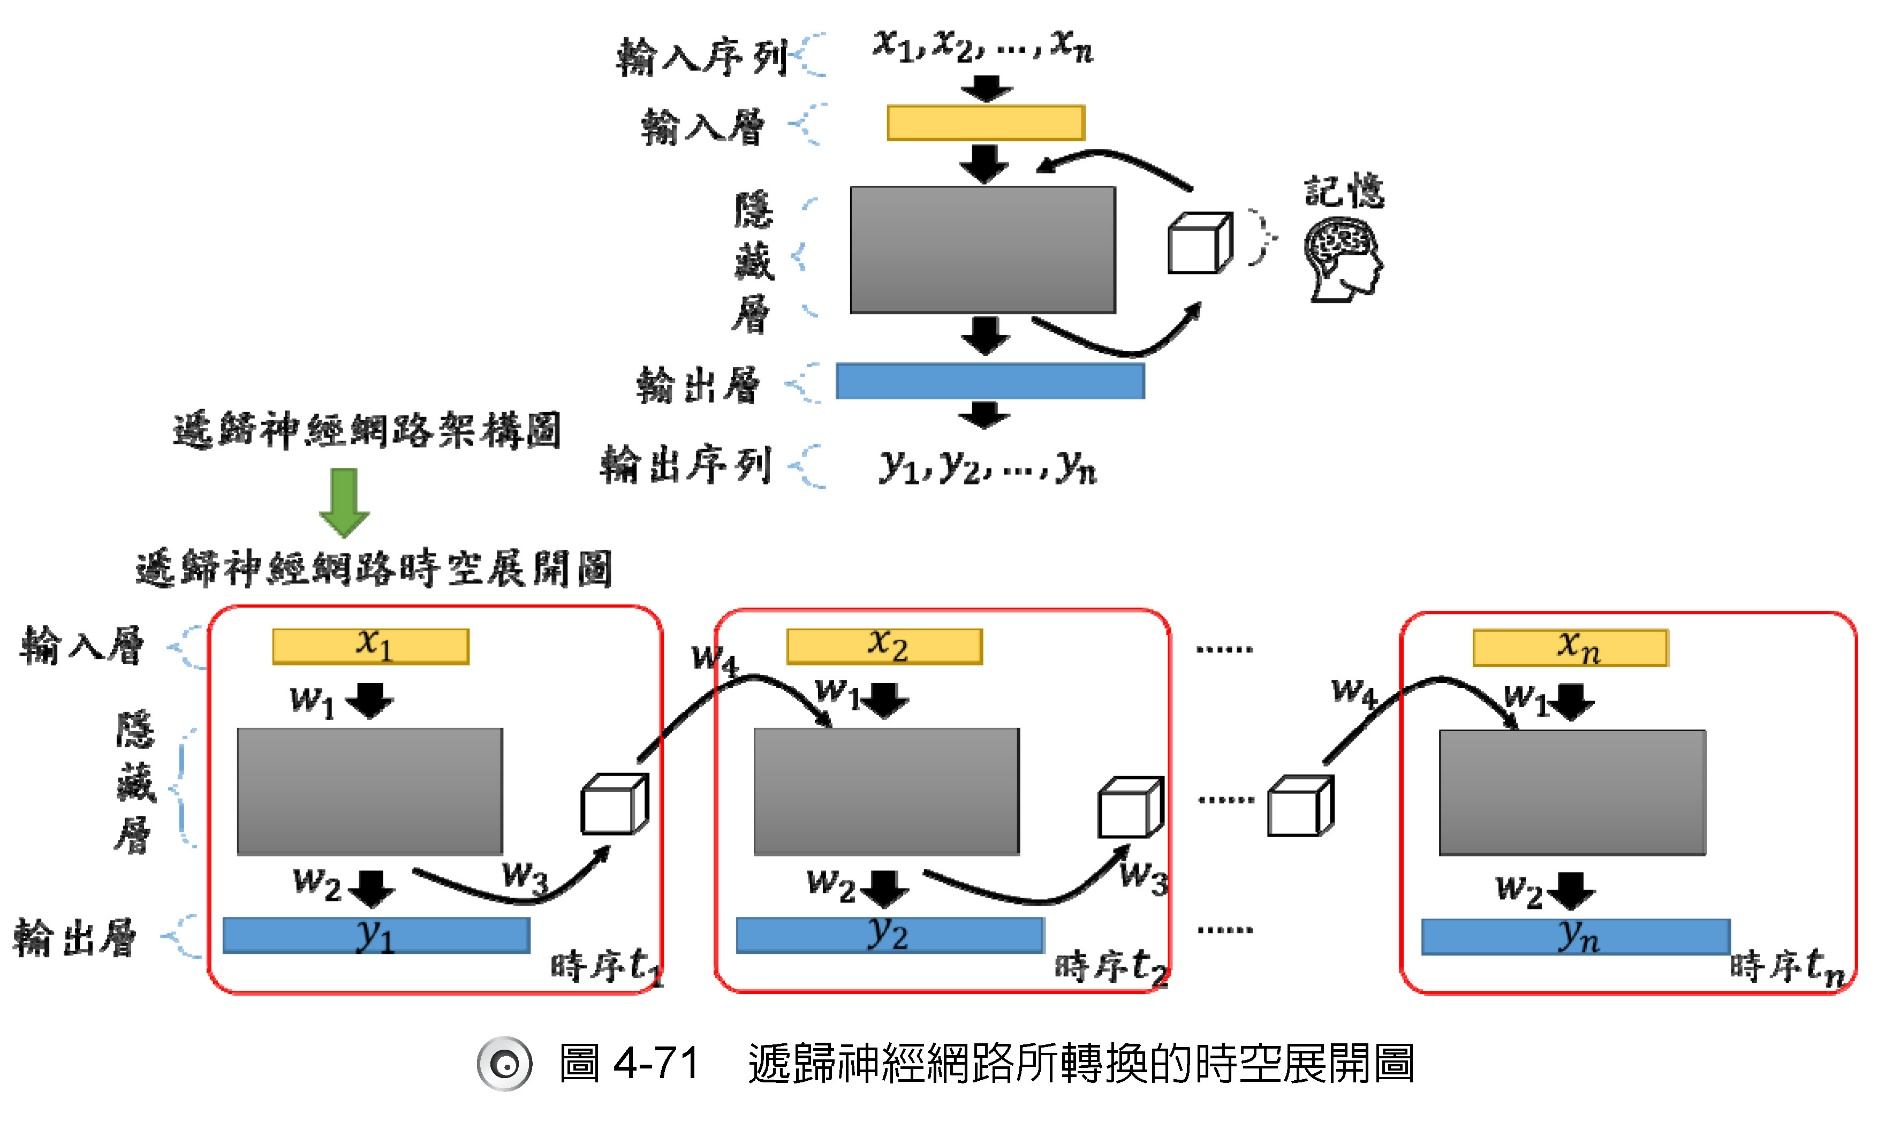 輸入序列 x₁, x₂, ..., xₙ
輸入層
隱藏層
記憶
輸出層
輸出序列 y₁, y₂, ..., yₙ
遞歸神經網路架構圖
遞歸神經網路時空展開圖
輸入層 x₁ x₂ ...... xₙ
w₁ w₄ w₁ w₄ w₁
隱藏層 ......
w₂ w₃ w₂ w₃ w₂
輸出層 y₁ y₂ ...... yₙ
時序t₁ 時序t₂ 時序tₙ
圖 4-71 遞歸神經網路所轉換的時空展開圖